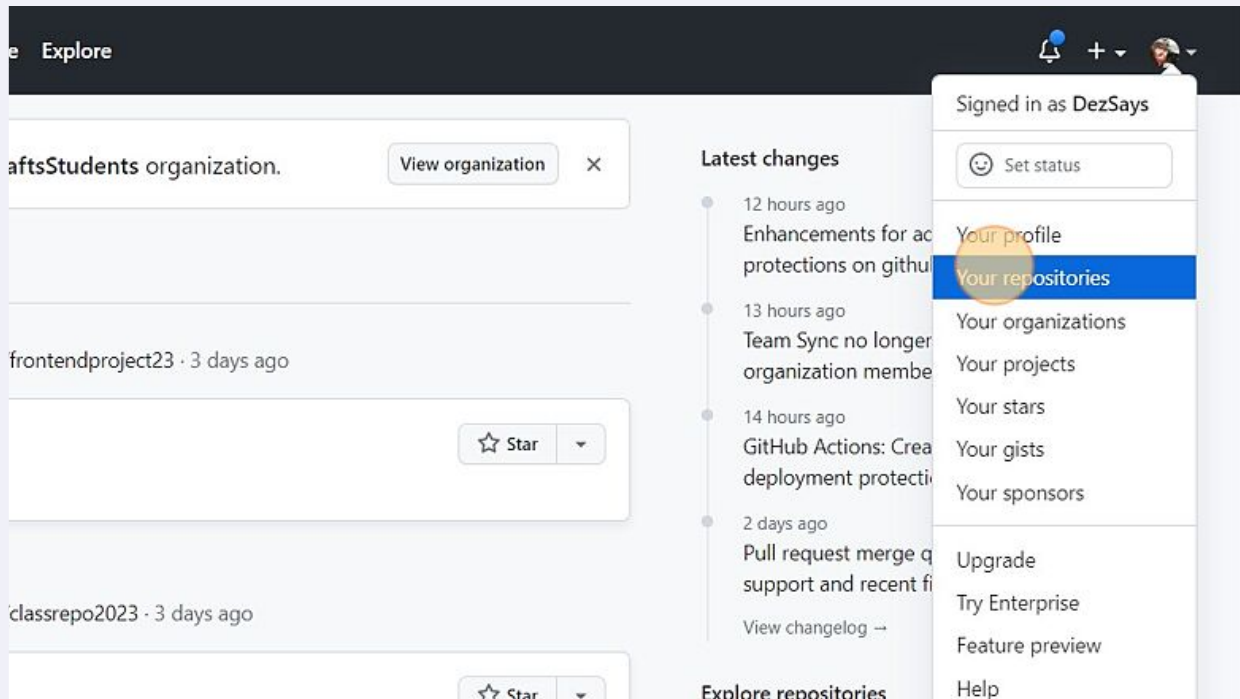 e Explore
Signed in as DezSays
Set status
Your profile
Your repositories
Your organizations
Your projects
Your stars
Your gists
Your sponsors
Upgrade
Try Enterprise
Feature preview
Help
aftsStudents organization.
View organization
frontendproject23 · 3 days ago
Star
classrepo2023 · 3 days ago
Star
Latest changes
12 hours ago
Enhancements for ad
protections on githu
13 hours ago
Team Sync no longer
organization membe
14 hours ago
GitHub Actions: Crea
deployment protecti
2 days ago
Pull request merge q
support and recent fi
View changelog →
Explore repositories